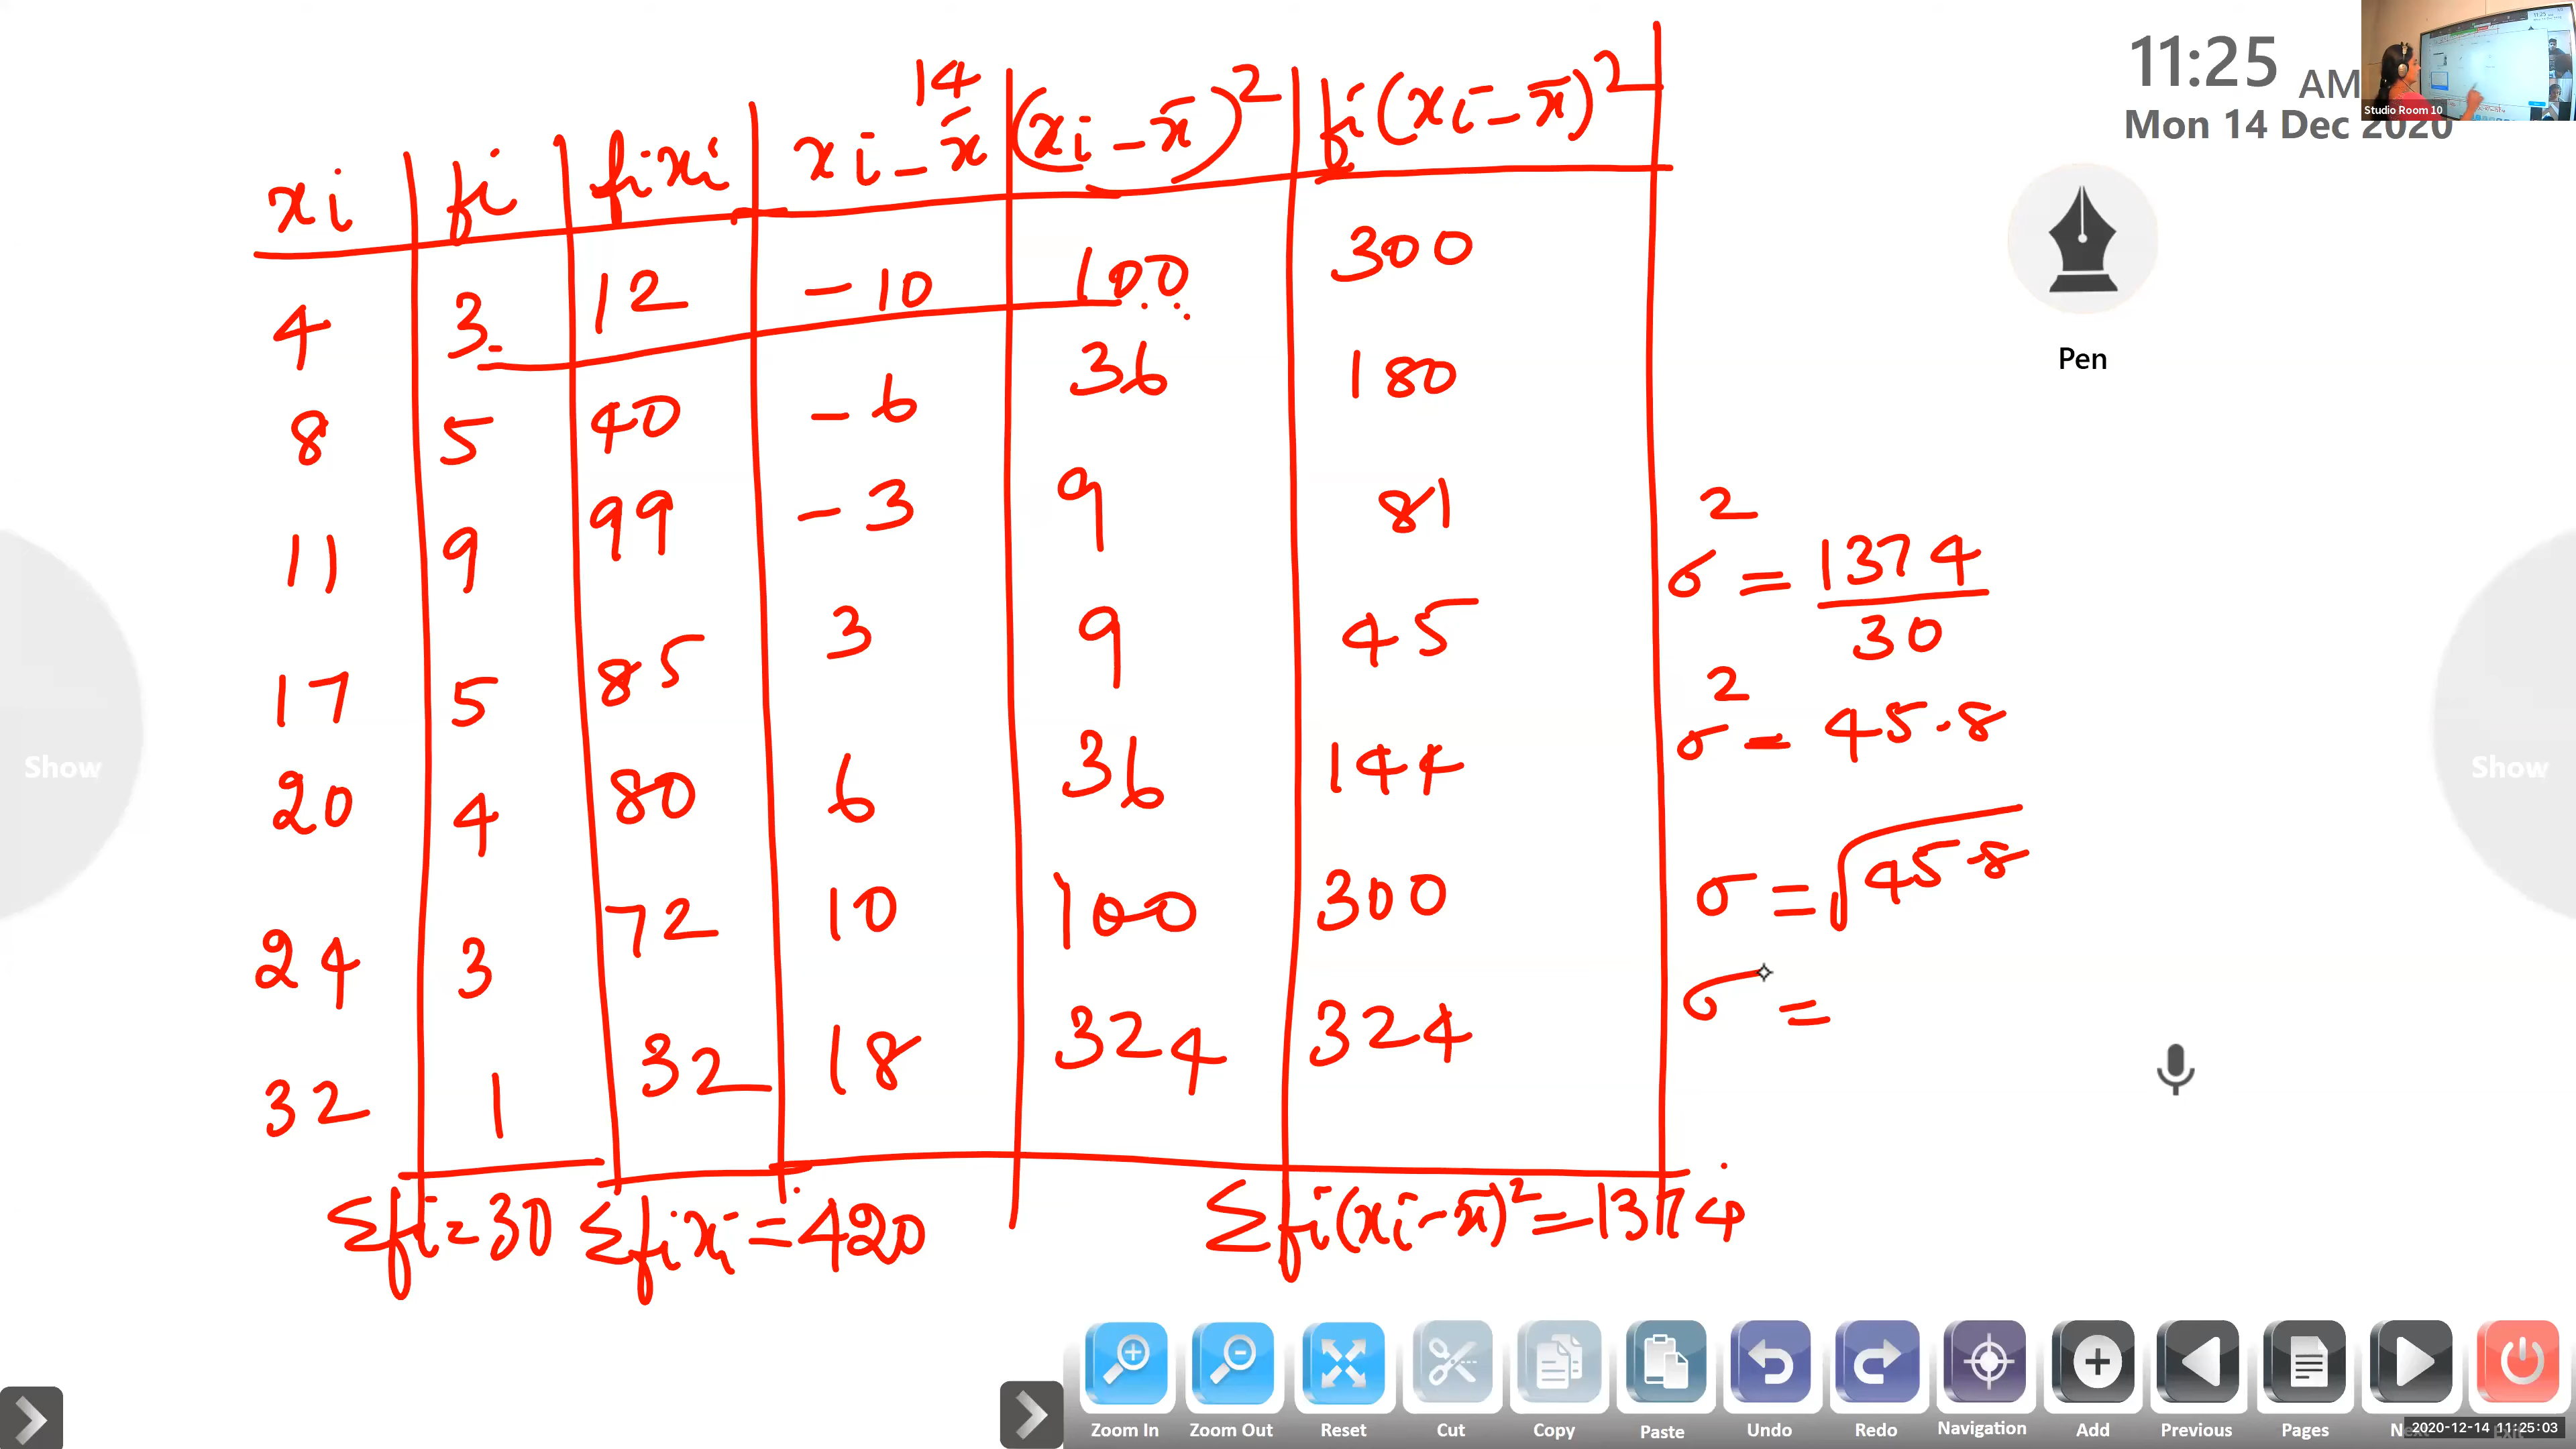 11:25 AM
Mon 14 Dec 2020
Studio Room 10
Pen
14
xi fi fixi xi – x̄ (xi – x̄)² fi(xi – x̄)²
4 3 12 –10 100 300
8 5 40 –6 36 180
11 9 99 –3 9 81
17 5 85 3 9 45
20 4 80 6 36 144
24 3 72 10 100 300
32 1 32 18 324 324
Σfi = 30 Σfixi = 420 Σfi(xi – x̄)² = 1374
σ² = 1374/30
σ² = 45.8
σ = √45.8
σ =
Show
Show
Zoom In Zoom Out Reset Cut Copy Paste Undo Redo Navigation Add Previous Pages
2020-12-14 11:25:03